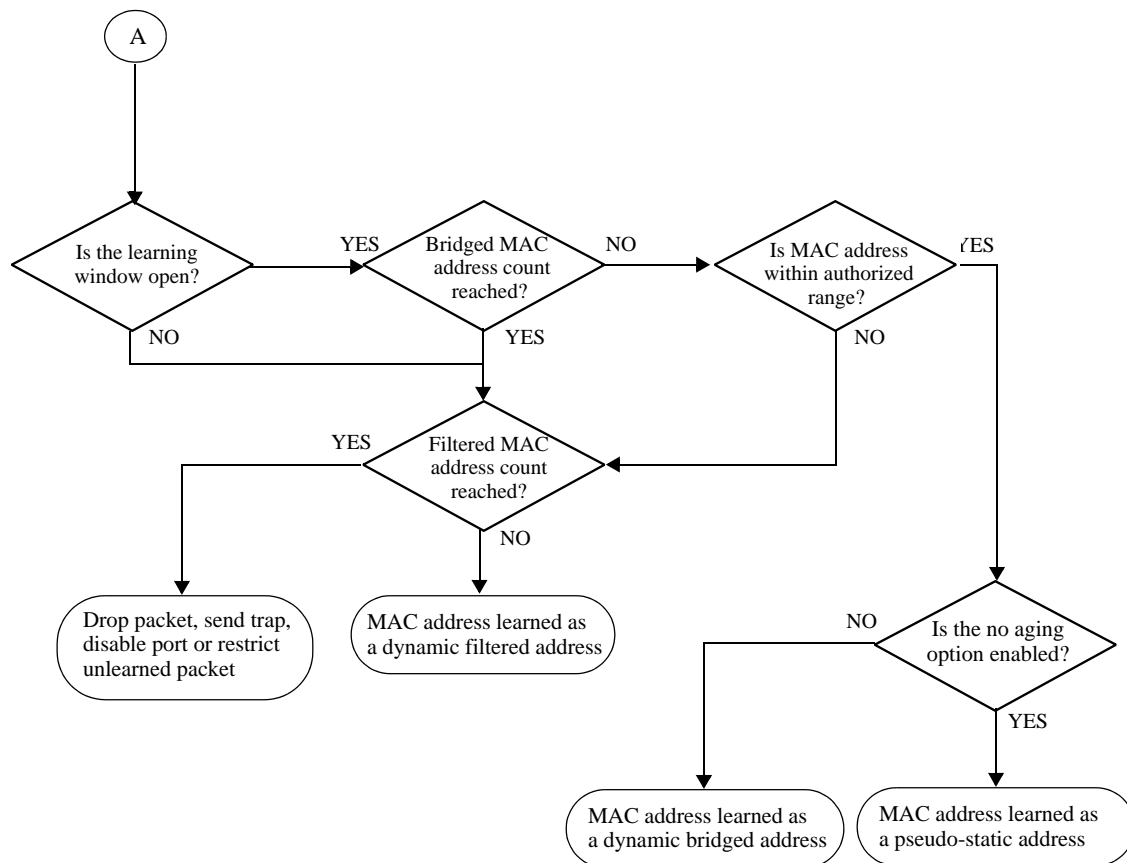 A
Is the learning
window open?
YES
Bridged MAC
address count
reached?
NO
Is MAC address
within authorized
range?
YES
NO
YES
NO
YES
Filtered MAC
address count
reached?
NO
Drop packet, send trap,
disable port or restrict
unlearned packet
MAC address learned as
a dynamic filtered address
NO
Is the no aging
option enabled?
YES
MAC address learned as
a dynamic bridged address
MAC address learned as
a pseudo-static address